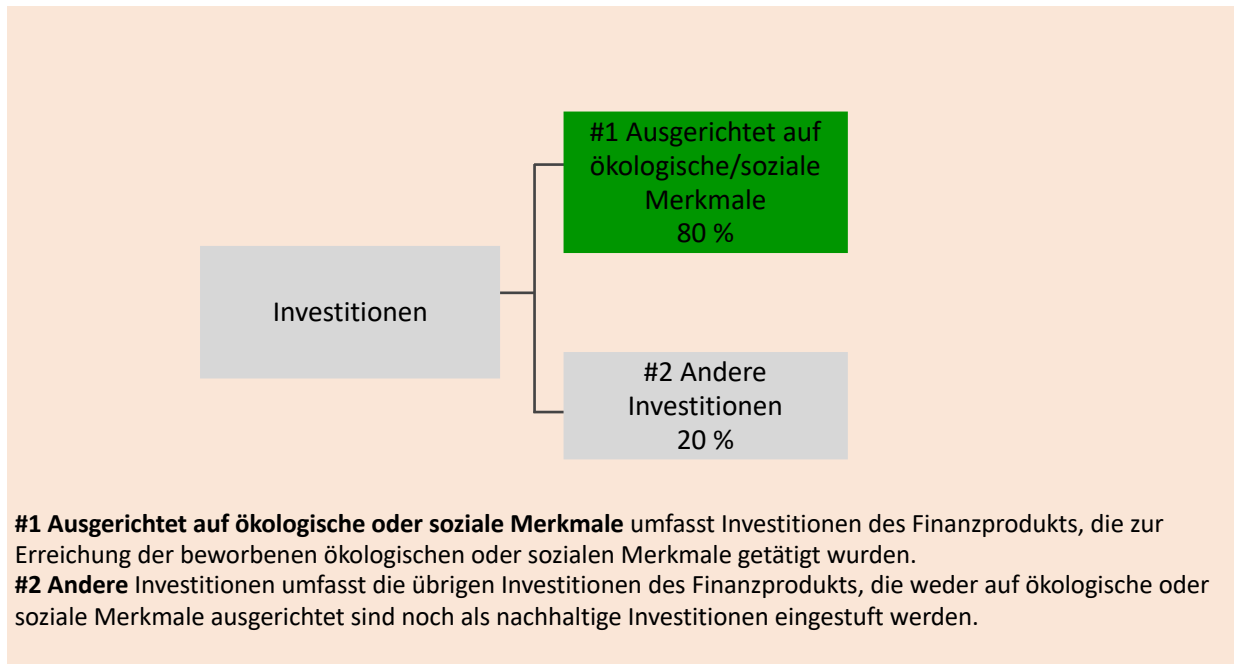 #1 Ausgerichtet auf
ökologische/soziale
Merkmale
80 %
Investitionen
#2 Andere
Investitionen
20 %
#1 Ausgerichtet auf ökologische oder soziale Merkmale umfasst Investitionen des Finanzprodukts, die zur
Erreichung der beworbenen ökologischen oder sozialen Merkmale getätigt wurden.
#2 Andere Investitionen umfasst die übrigen Investitionen des Finanzprodukts, die weder auf ökologische oder
soziale Merkmale ausgerichtet sind noch als nachhaltige Investitionen eingestuft werden.